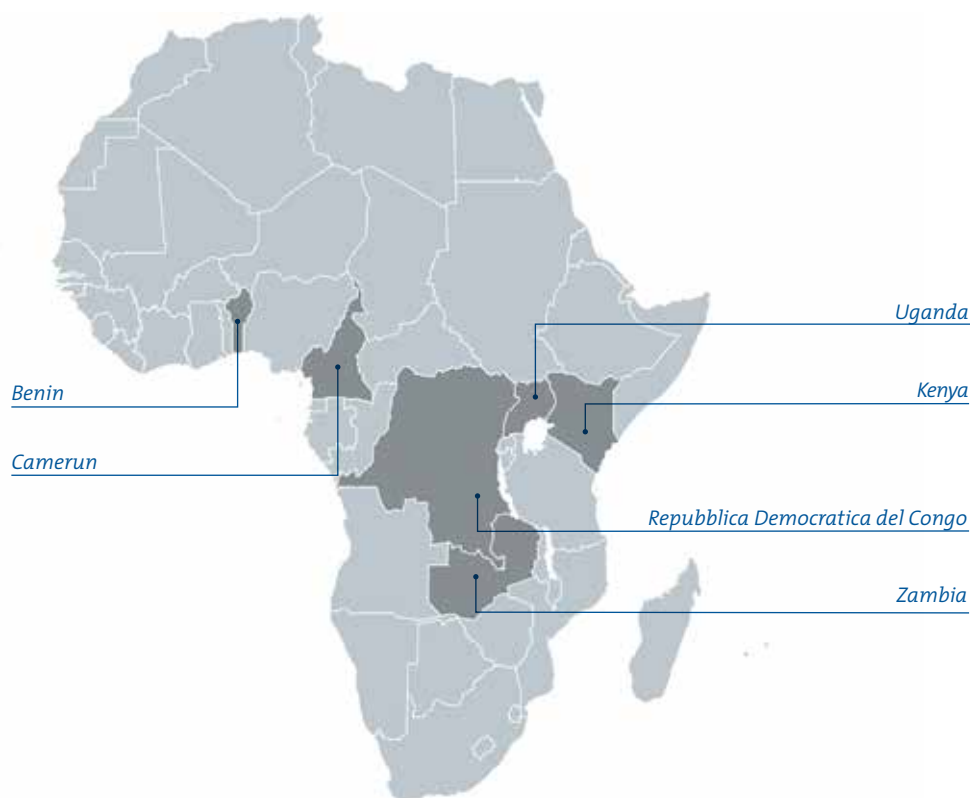 Uganda
Benin
Kenya
Camerun
Repubblica Democratica del Congo
Zambia